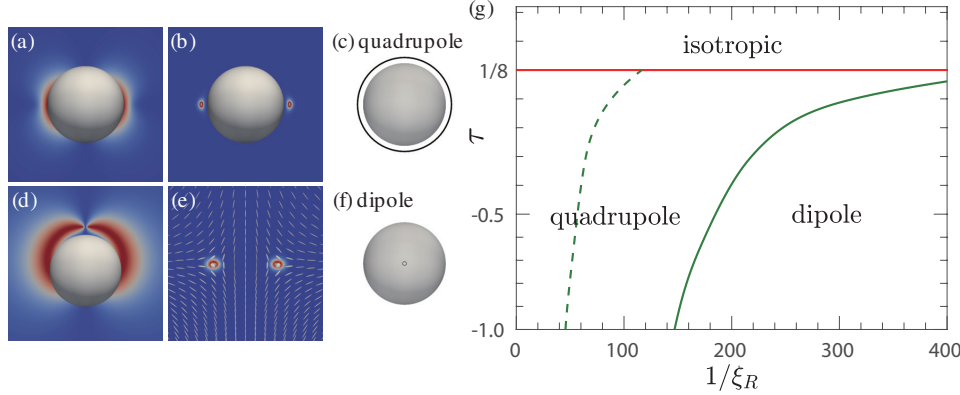 (a)
(b)
(c) quadrupole
(d)
(e)
(f) dipole
(g)
isotropic
quadrupole
dipole
τ
1/8
-0.5
-1.0
0
100
200
300
400
1/ξ_R